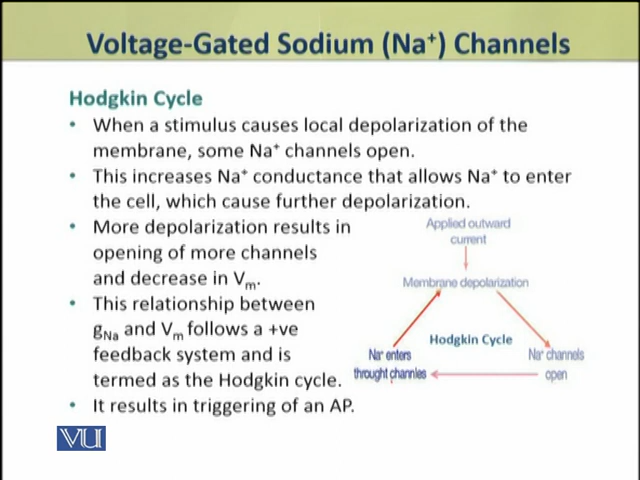 Voltage-Gated Sodium (Na⁺) Channels
Hodgkin Cycle
• When a stimulus causes local depolarization of the
membrane, some Na⁺ channels open.
• This increases Na⁺ conductance that allows Na⁺ to enter
the cell, which cause further depolarization.
• More depolarization results in
opening of more channels
and decrease in Vm.
• This relationship between
gNa and Vm follows a +ve
feedback system and is
termed as the Hodgkin cycle.
• It results in triggering of an AP.
Applied outward
current
Membrane depolarization
Hodgkin Cycle
Na⁺ enters
throught channles
Na⁺ channels
open
VU